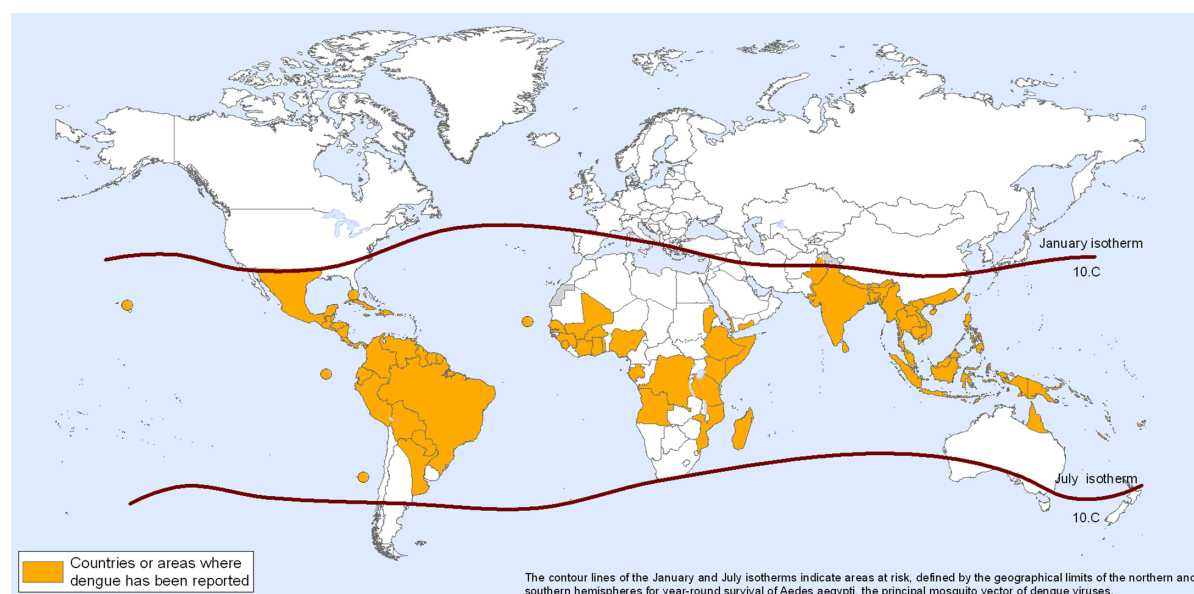 January isotherm
10.C
July isotherm
10.C
Countries or areas where
dengue has been reported
The contour lines of the January and July isotherms indicate areas at risk, defined by the geographical limits of the northern and
southern hemispheres for year-round survival of Aedes aegypti, the principal mosquito vector of dengue viruses.